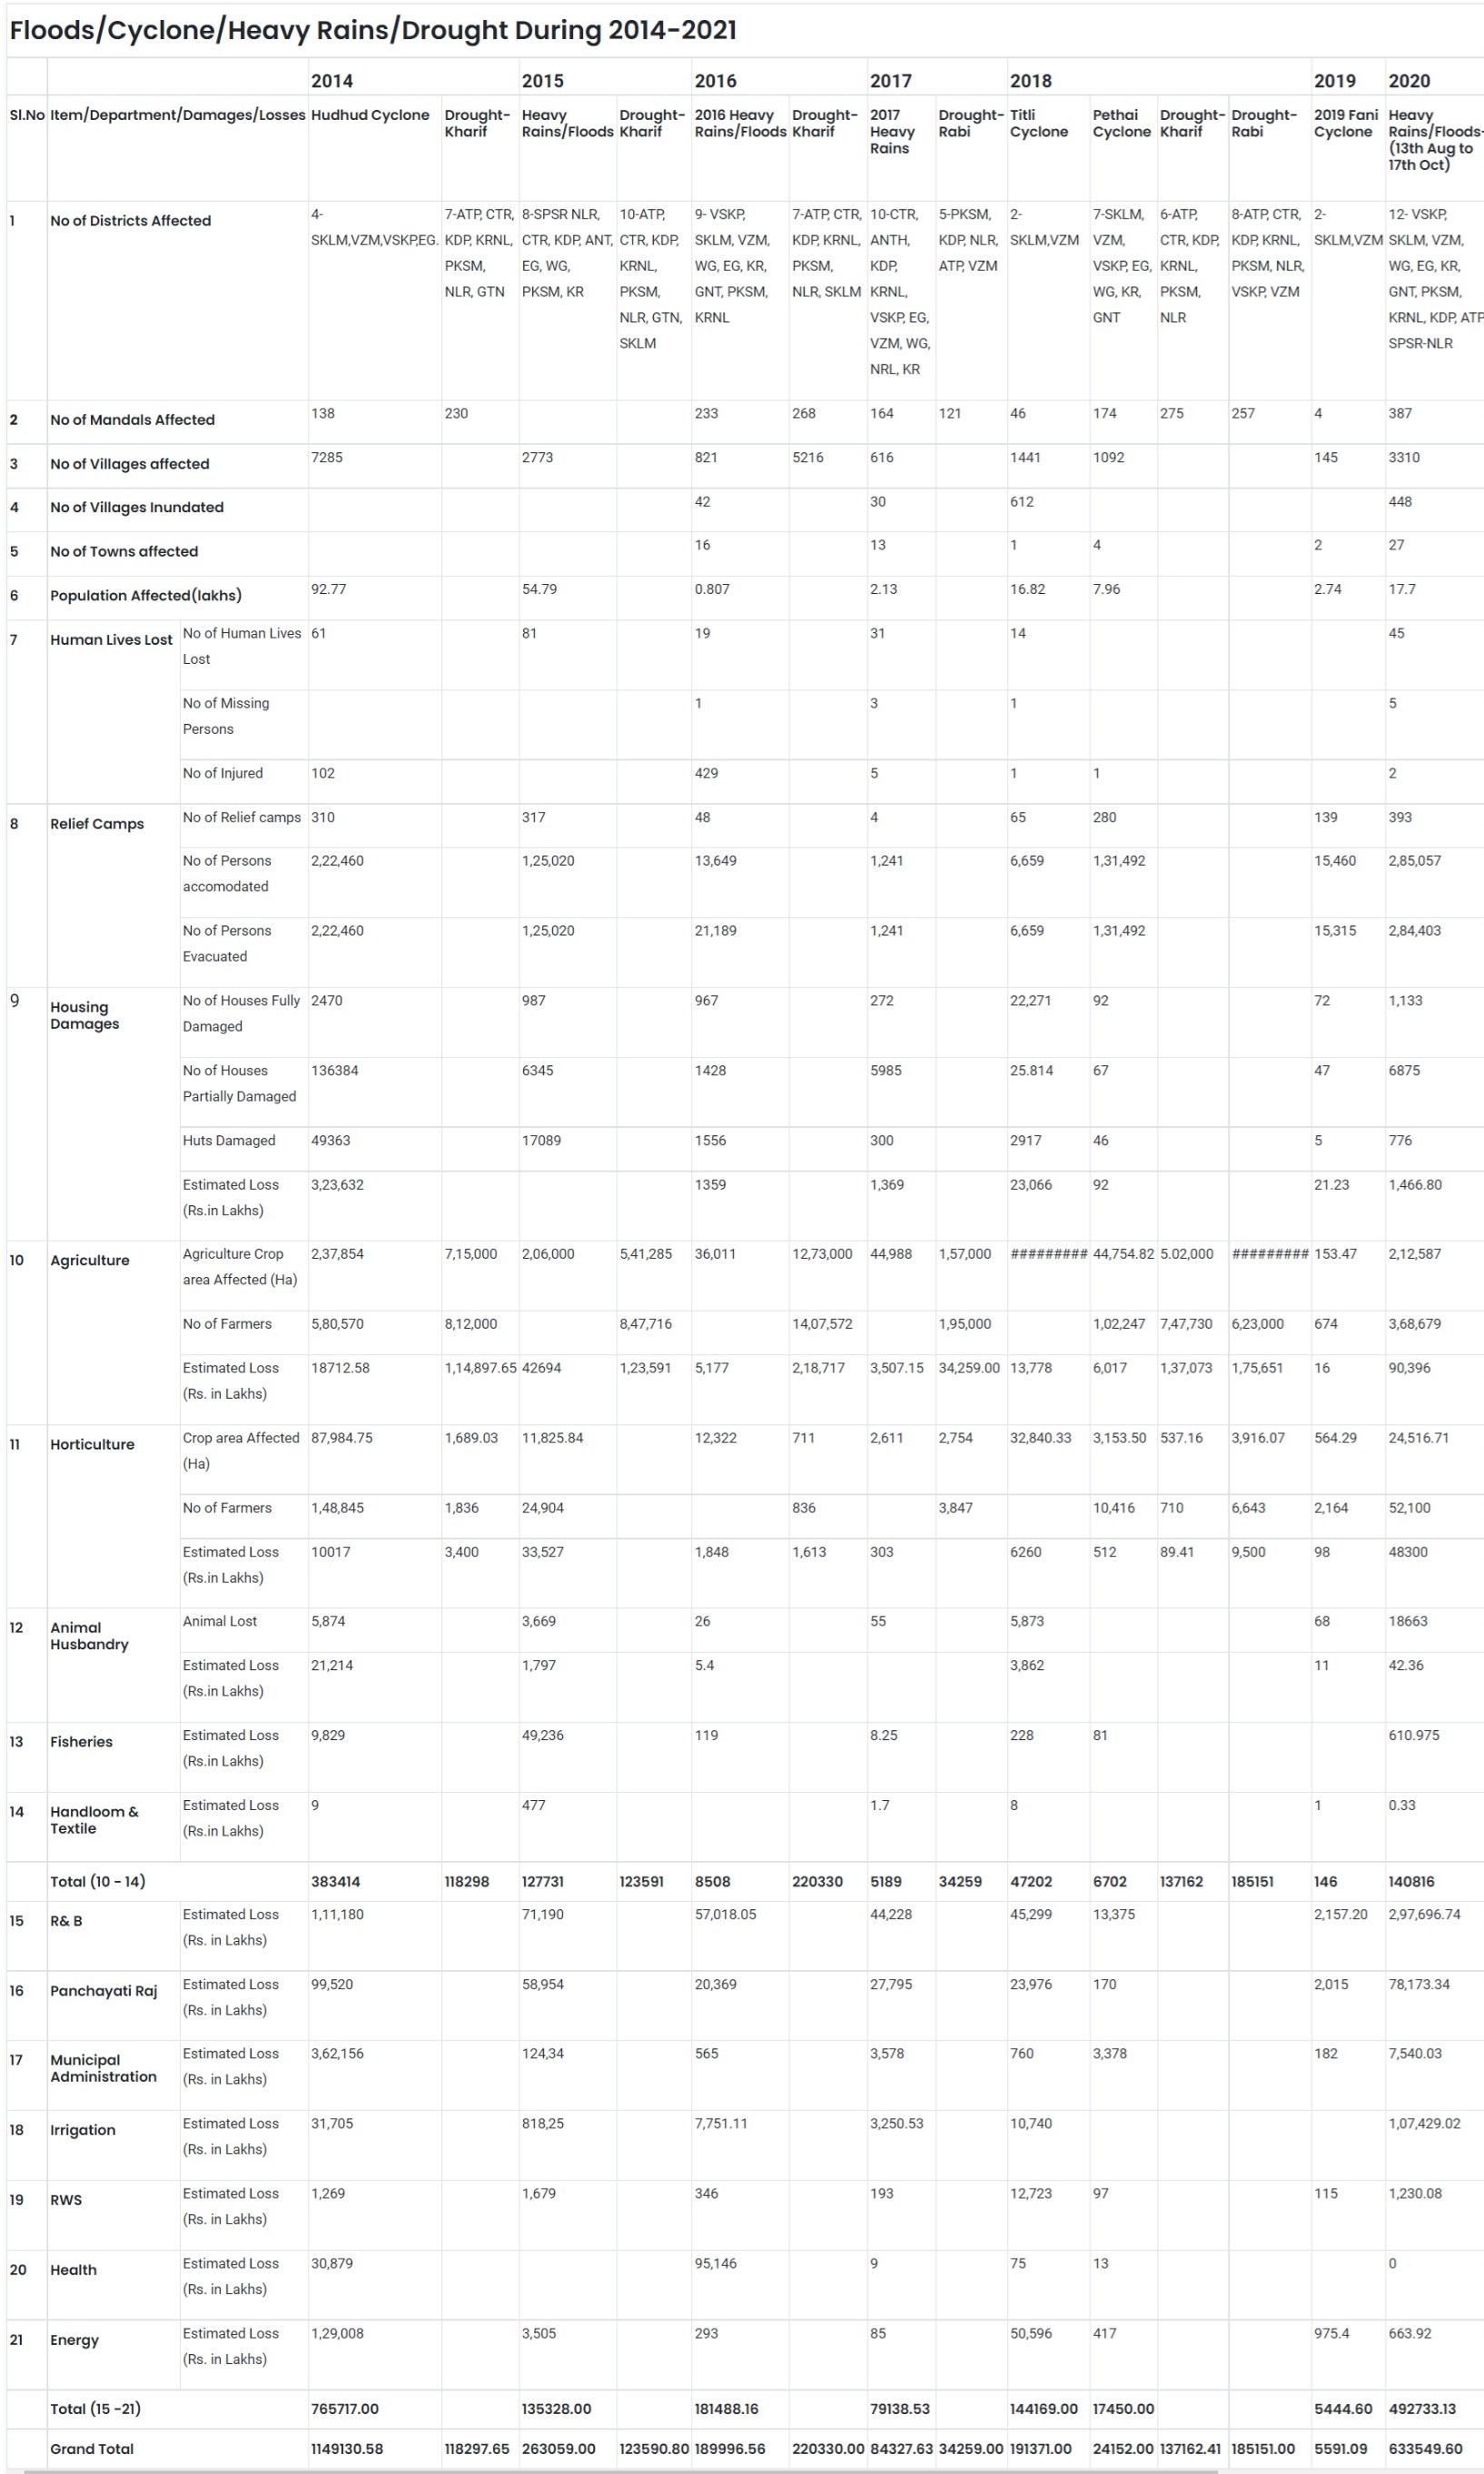 Floods/Cyclone/Heavy Rains/Drought During 2014-2021
2014 2015 2016 2017 2018 2019 2020
Sl.No Item/Department/Damages/Losses Hudhud Cyclone Drought-Kharif Heavy Rains/Floods Drought-Kharif 2016 Heavy Rains/Floods Drought-Kharif 2017 Heavy Rains Drought-Rabi Titli Cyclone Pethai Cyclone Drought-Kharif Drought-Rabi 2019 Fani Cyclone Heavy Rains/Floods-(13th Aug to 17th Oct)
1 No of Districts Affected 4-SKLM,VZM,VSKP,EG. 7-ATP, CTR, KDP, KRNL, PKSM, NLR, GTN 8-SPSR NLR, CTR, KDP, ANT, EG, WG, PKSM, KR 10-ATP, CTR, KDP, KRNL, PKSM, NLR, GTN, SKLM 9- VSKP, SKLM, VZM, WG, EG, KR, GNT, PKSM, KRNL 7-ATP, CTR, KDP, KRNL, PKSM, NLR, SKLM 10-CTR, ANTH, KDP, KRNL, VSKP, EG, VZM, WG, NRL, KR 5-PKSM, KDP, NLR, ATP, VZM 2-SKLM,VZM 7-SKLM, VZM, VSKP, EG, WG, KR, GNT 6-ATP, CTR, KDP, KRNL, PKSM, NLR 8-ATP, CTR, KDP, KRNL, PKSM, NLR, VSKP, VZM 2-SKLM,VZM 12- VSKP, SKLM, VZM, WG, EG, KR, GNT, PKSM, KRNL, KDP, ATP SPSR-NLR
2 No of Mandals Affected 138 230 233 268 164 121 46 174 275 257 4 387
3 No of Villages affected 7285 2773 821 5216 616 1441 1092 145 3310
4 No of Villages Inundated 42 30 612 448
5 No of Towns affected 16 13 1 4 2 27
6 Population Affected(lakhs) 92.77 54.79 0.807 2.13 16.82 7.96 2.74 17.7
7 Human Lives Lost No of Human Lives Lost 61 81 19 31 14 45
No of Missing Persons 1 3 1 5
No of Injured 102 429 5 1 1 2
8 Relief Camps No of Relief camps 310 317 48 4 65 280 139 393
No of Persons accomodated 2,22,460 1,25,020 13,649 1,241 6,659 1,31,492 15,460 2,85,057
No of Persons Evacuated 2,22,460 1,25,020 21,189 1,241 6,659 1,31,492 15,315 2,84,403
9 Housing Damages No of Houses Fully Damaged 2470 987 967 272 22,271 92 72 1,133
No of Houses Partially Damaged 136384 6345 1428 5985 25.814 67 47 6875
Huts Damaged 49363 17089 1556 300 2917 46 5 776
Estimated Loss (Rs.in Lakhs) 3,23,632 1359 1,369 23,066 92 21.23 1,466.80
10 Agriculture Agriculture Crop area Affected (Ha) 2,37,854 7,15,000 2,06,000 5,41,285 36,011 12,73,000 44,988 1,57,000 ######### 44,754.82 5.02,000 ######### 153.47 2,12,587
No of Farmers 5,80,570 8,12,000 8,47,716 14,07,572 1,95,000 1,02,247 7,47,730 6,23,000 674 3,68,679
Estimated Loss (Rs. in Lakhs) 18712.58 1,14,897.65 42694 1,23,591 5,177 2,18,717 3,507.15 34,259.00 13,778 6,017 1,37,073 1,75,651 16 90,396
11 Horticulture Crop area Affected (Ha) 87,984.75 1,689.03 11,825.84 12,322 711 2,611 2,754 32,840.33 3,153.50 537.16 3,916.07 564.29 24,516.71
No of Farmers 1,48,845 1,836 24,904 836 3,847 10,416 710 6,643 2,164 52,100
Estimated Loss (Rs.in Lakhs) 10017 3,400 33,527 1,848 1,613 303 6260 512 89.41 9,500 98 48300
12 Animal Husbandry Animal Lost 5,874 3,669 26 55 5,873 68 18663
Estimated Loss (Rs.in Lakhs) 21,214 1,797 5.4 3,862 11 42.36
13 Fisheries Estimated Loss (Rs.in Lakhs) 9,829 49,236 119 8.25 228 81 610.975
14 Handloom & Textile Estimated Loss (Rs.in Lakhs) 9 477 1.7 8 1 0.33
Total (10 - 14) 383414 118298 127731 123591 8508 220330 5189 34259 47202 6702 137162 185151 146 140816
15 R& B Estimated Loss (Rs. in Lakhs) 1,11,180 71,190 57,018.05 44,228 45,299 13,375 2,157.20 2,97,696.74
16 Panchayati Raj Estimated Loss (Rs. in Lakhs) 99,520 58,954 20,369 27,795 23,976 170 2,015 78,173.34
17 Municipal Administration Estimated Loss (Rs. in Lakhs) 3,62,156 124,34 565 3,578 760 3,378 182 7,540.03
18 Irrigation Estimated Loss (Rs. in Lakhs) 31,705 818,25 7,751.11 3,250.53 10,740 1,07,429.02
19 RWS Estimated Loss (Rs. in Lakhs) 1,269 1,679 346 193 12,723 97 115 1,230.08
20 Health Estimated Loss (Rs. in Lakhs) 30,879 95,146 9 75 13 0
21 Energy Estimated Loss (Rs. in Lakhs) 1,29,008 3,505 293 85 50,596 417 975.4 663.92
Total (15 -21) 765717.00 135328.00 181488.16 79138.53 144169.00 17450.00 5444.60 492733.13
Grand Total 1149130.58 118297.65 263059.00 123590.80 189996.56 220330.00 84327.63 34259.00 191371.00 24152.00 137162.41 185151.00 5591.09 633549.60